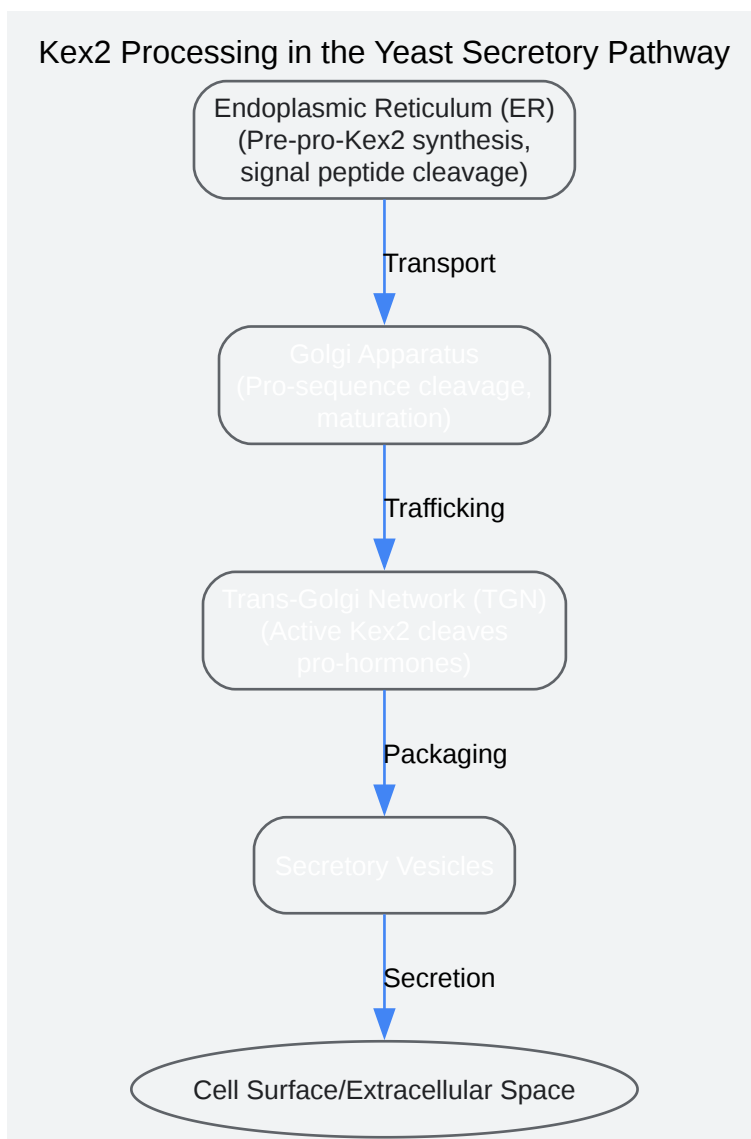 Kex2 Processing in the Yeast Secretory Pathway
Endoplasmic Reticulum (ER)
(Pre-pro-Kex2 synthesis,
signal peptide cleavage)
Transport
Golgi Apparatus
(Pro-sequence cleavage,
maturation)
Trafficking
Trans-Golgi Network (TGN)
(Active Kex2 cleaves
pro-hormones)
Packaging
Secretory Vesicles
Secretion
Cell Surface/Extracellular Space